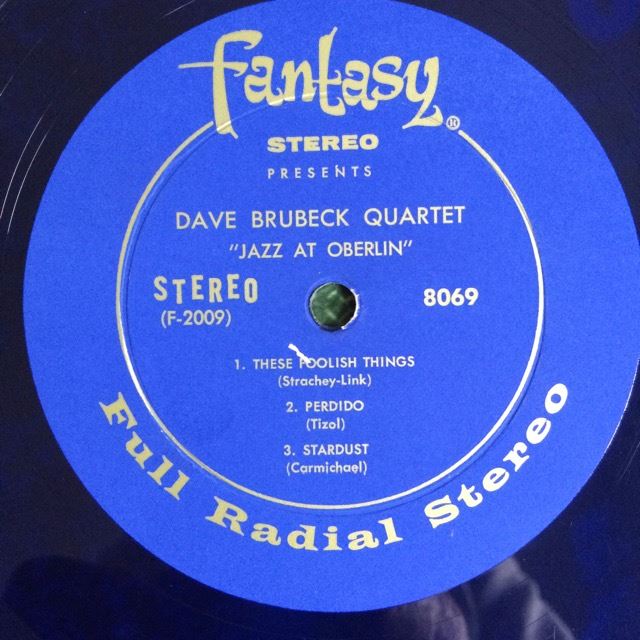 fantasy®
STEREO
PRESENTS
DAVE BRUBECK QUARTET
"JAZZ AT OBERLIN"
STEREO 8069
(F-2009)
1. THESE FOOLISH THINGS
(Strachey-Link)
2. PERDIDO
(Tizol)
3. STARDUST
(Carmichael)
Full Radial Stereo